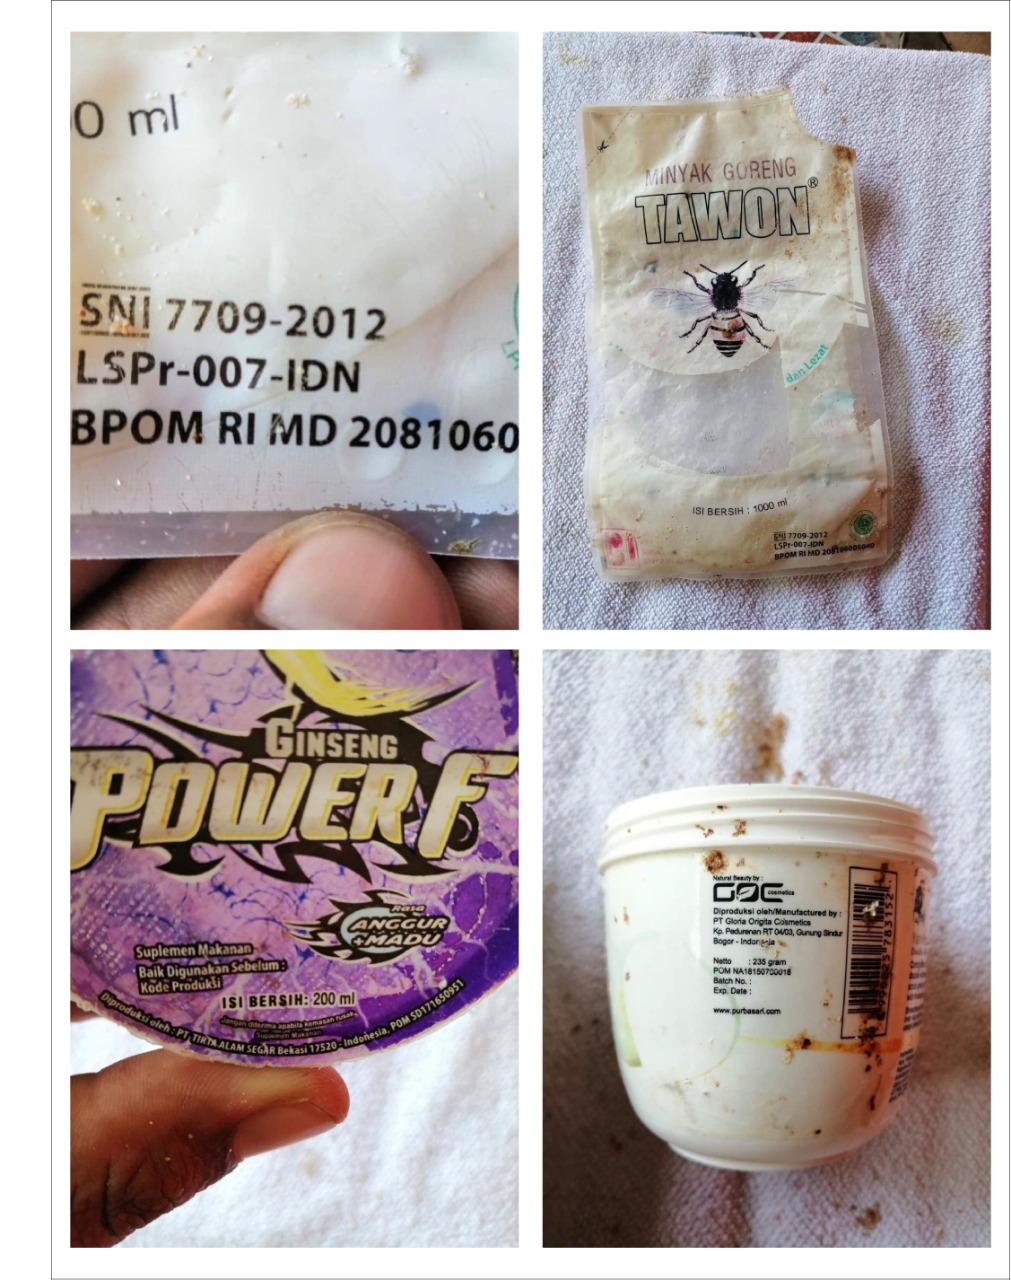 0 ml
SNI 7709-2012
LSPr-007-IDN
BPOM RI MD 2081060
MINYAK GORENG
TAWON®
dan Lezat
ISI BERSIH : 1000 ml
SNI 7709-2012
LSPr-007-IDN
BPOM RI MD 208106005040
GINSENG
POWER F
Rasa
ANGGUR
+MADU
Suplemen Makanan
Baik Digunakan Sebelum :
Kode Produksi
ISI BERSIH: 200 ml
Jangan diterima apabila kemasan rusak
Suplemen Makanan
Diproduksi oleh : PT TIRTA ALAM SEGAR Bekasi 17520 - Indonesia, POM SD171650951
Natural Beauty by :
GOC cosmetics
Diproduksi oleh/Manufactured by :
PT Gloria Origita Cosmetics
Kp. Pedurenan RT 04/03, Gunung Sindur
Bogor - Indonesia
Netto : 235 gram
POM NA18150700018
Batch No. :
Exp. Date :
www.purbasari.com